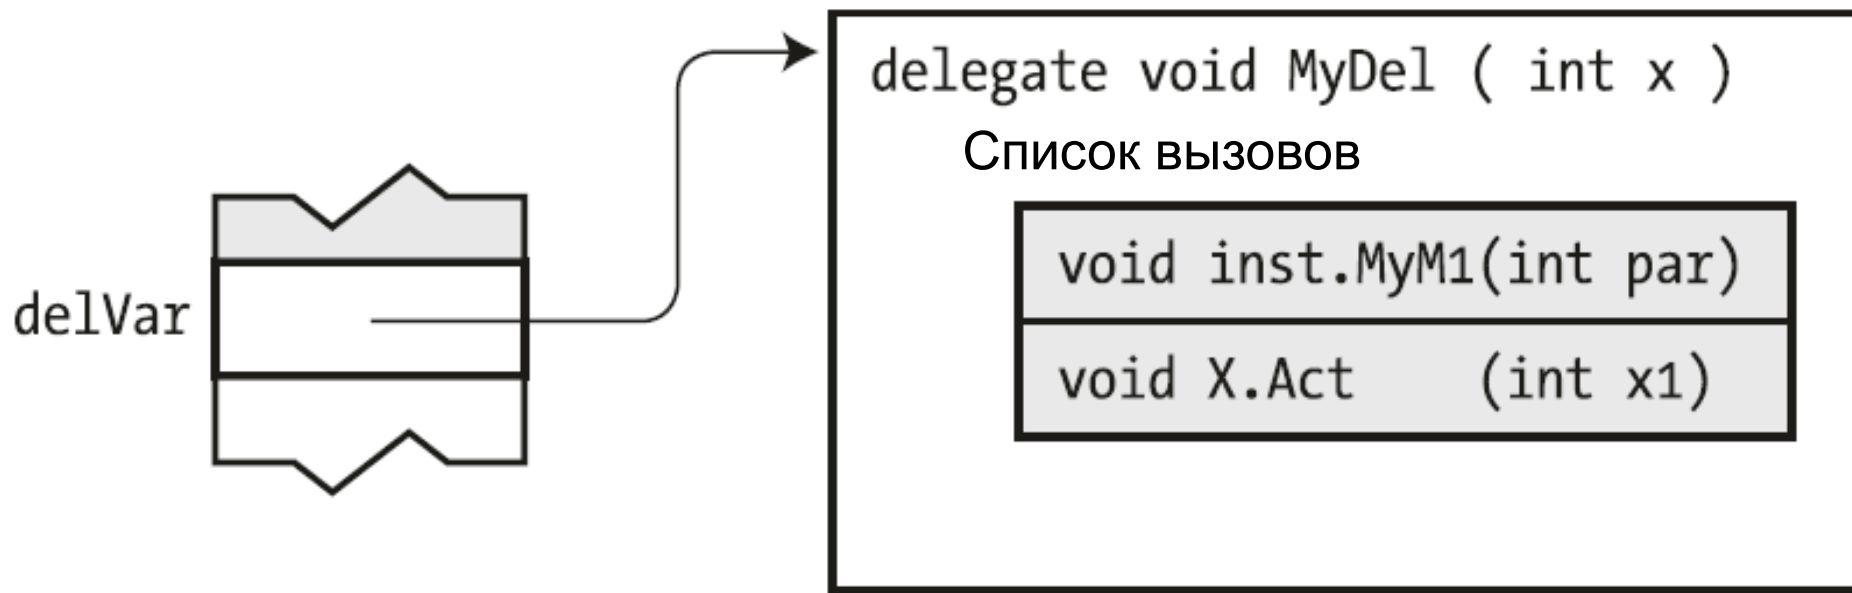 delegate void MyDel ( int x )
Список вызовов
void inst.MyM1(int par)
delVar
void X.Act (int x1)